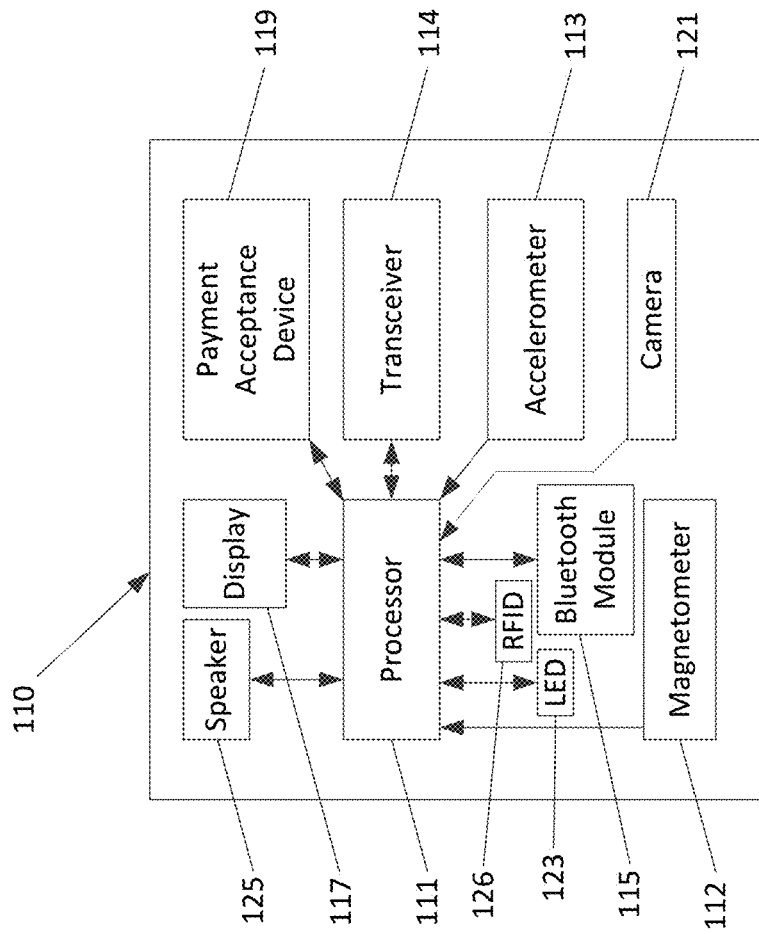 110
Speaker
Display
Payment
Acceptance
Device
119
125
117
Processor
Transceiver
114
111
RFID
LED
Accelerometer
113
126
123
Bluetooth
Module
115
Magnetometer
Camera
121
112